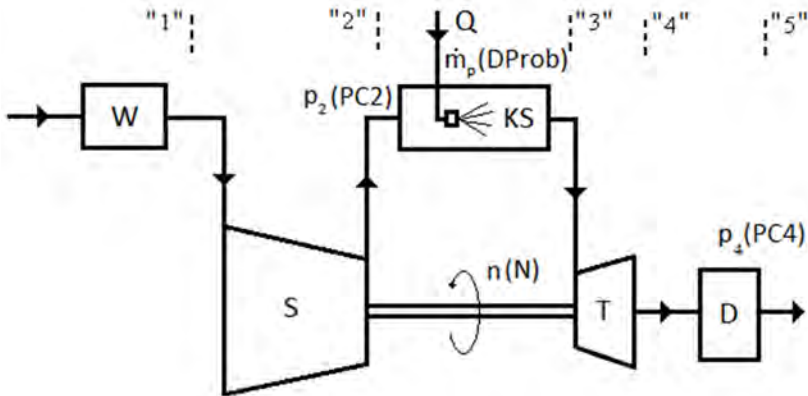 "1" "2" Q "3" "4" "5"
ṁp(DProb)
p2(PC2)
W KS
n(N) p4(PC4)
S T D